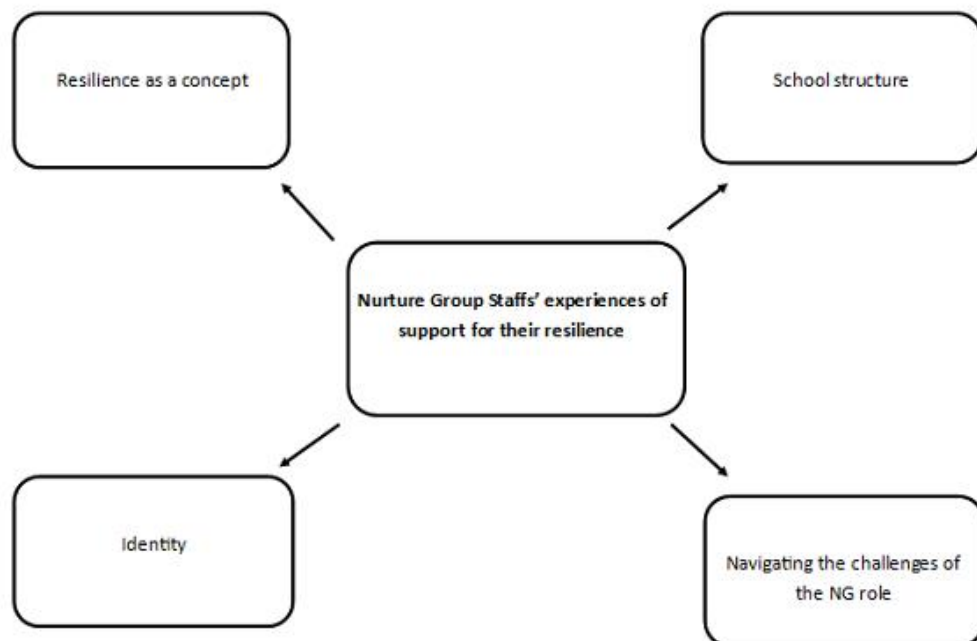 Resilience as a concept
School structure
Nurture Group Staffs’ experiences of
support for their resilience
Identity
Navigating the challenges of
the NG role